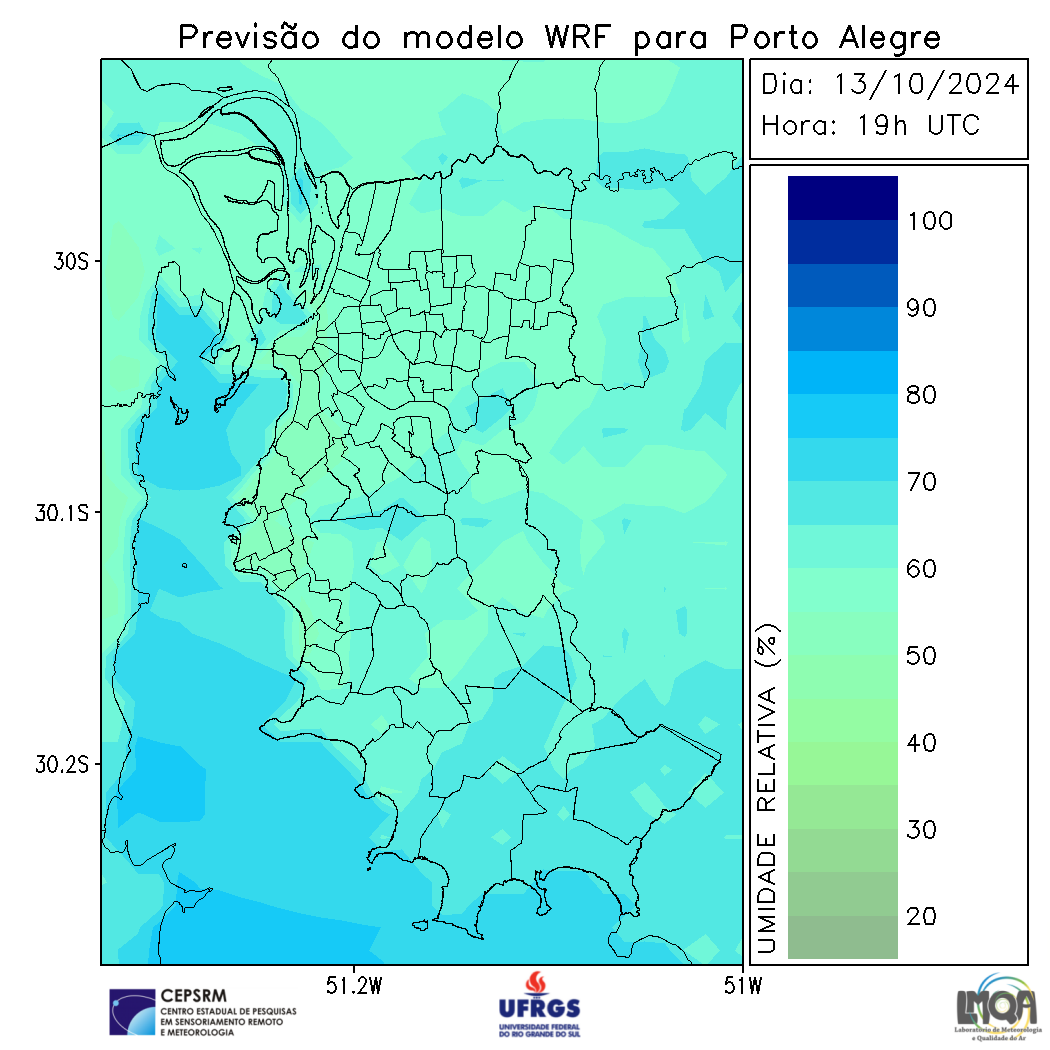 Previsão do modelo WRF para Porto Alegre
Dia: 13/10/2024
Hora: 19h UTC
30S
30.1S
30.2S
51.2W
51W
UMIDADE RELATIVA (%)
100
90
80
70
60
50
40
30
20
CEPSRM
CENTRO ESTADUAL DE PESQUISAS
EM SENSORIAMENTO REMOTO
E METEOROLOGIA
UFRGS
UNIVERSIDADE FEDERAL
DO RIO GRANDE DO SUL
LMQA
Laboratório de Meteorologia
e Qualidade do Ar